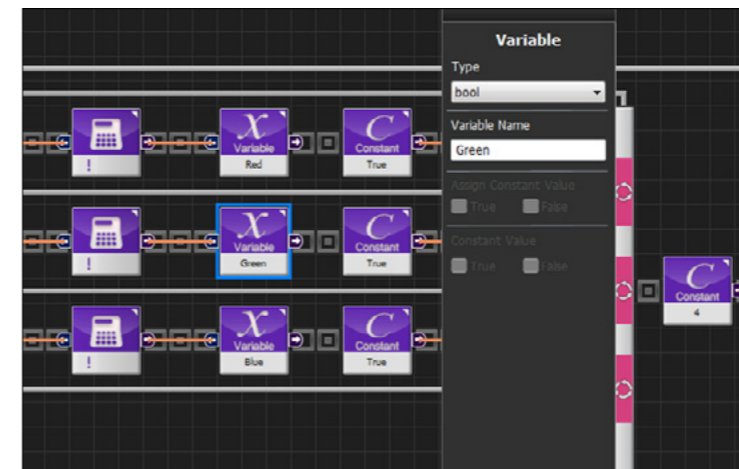 Variable
Type
bool
Variable Name
Green
Assign Constant Value
True False
Constant Value
True False
! X Variable Red C Constant True
! X Variable Green C Constant True
C Constant 4
! X Variable Blue C Constant True